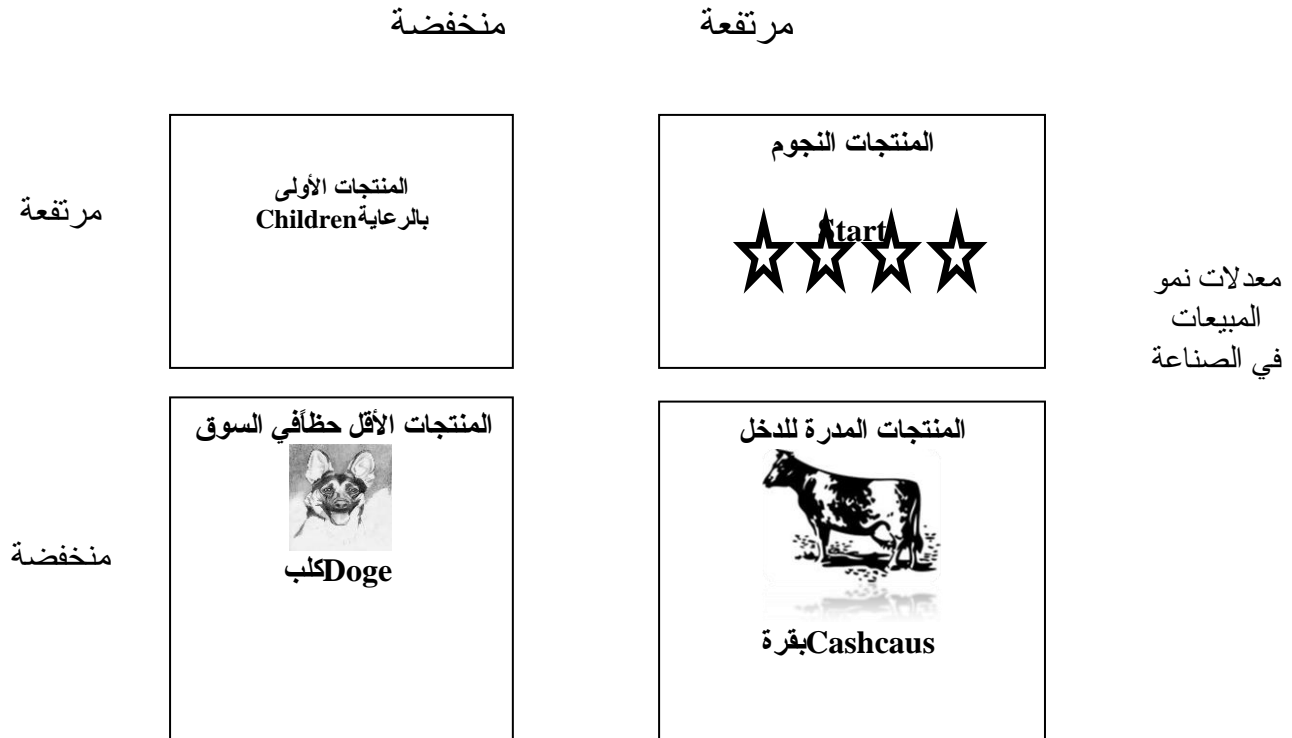 مرتفعة منخفضة
المنتجات النجوم
Start
المنتجات الأولى
بالرعايةChildren
مرتفعة
معدلات نمو
المبيعات
في الصناعة
المنتجات المدرة للدخل
Cashcausبقرة
المنتجات الأقل حظاًفي السوق
Dogeكلب
منخفضة